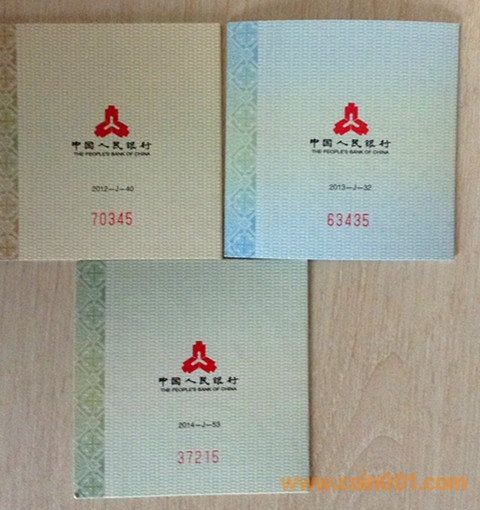 中国人民银行
THE PEOPLE'S BANK OF CHINA
2012—J—40
70345
中国人民银行
THE PEOPLE'S BANK OF CHINA
2013—J—32
63435
中国人民银行
THE PEOPLE'S BANK OF CHINA
2014—J—53
37215
www.coin001.com